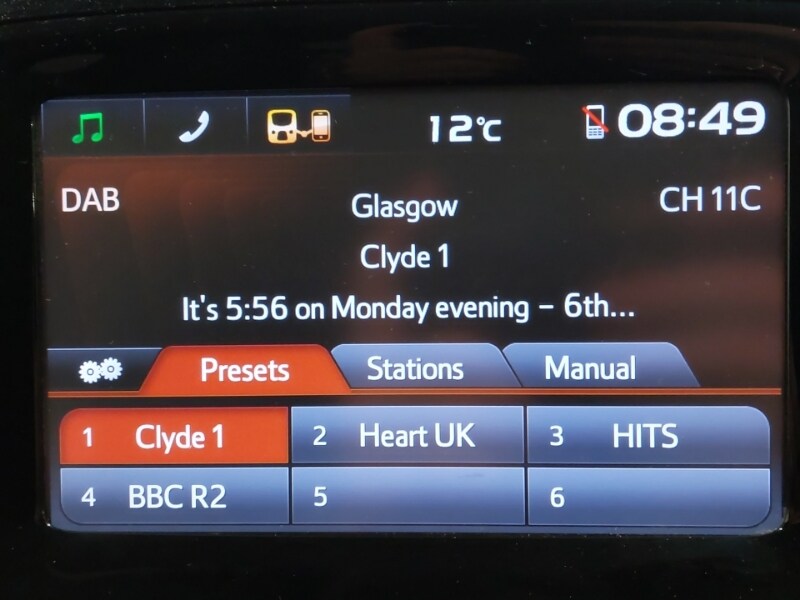 12°C 08:49
DAB Glasgow CH 11C
Clyde 1
It's 5:56 on Monday evening – 6th...
Presets Stations Manual
1 Clyde 1 2 Heart UK 3 HITS
4 BBC R2 5 6